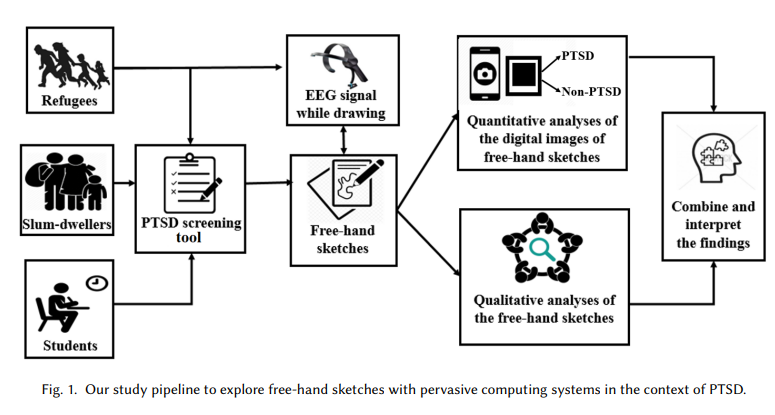 Refugees
EEG signal
while drawing
PTSD
Non-PTSD
Quantitative analyses of
the digital images of
free-hand sketches
Slum-dwellers
PTSD screening
tool
Free-hand
sketches
Combine and
interpret
the findings
Students
Qualitative analyses of
the free-hand sketches
Fig. 1. Our study pipeline to explore free-hand sketches with pervasive computing systems in the context of PTSD.